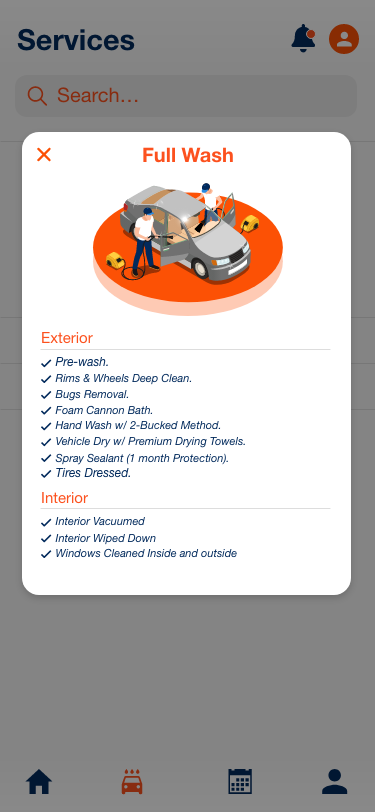 Services
Search...
Full Wash
Exterior
Pre-wash.
Rims & Wheels Deep Clean.
Bugs Removal.
Foam Cannon Bath.
Hand Wash w/ 2-Bucked Method.
Vehicle Dry w/ Premium Drying Towels.
Spray Sealant (1 month Protection).
Tires Dressed.
Interior
Interior Vacuumed
Interior Wiped Down
Windows Cleaned Inside and outside